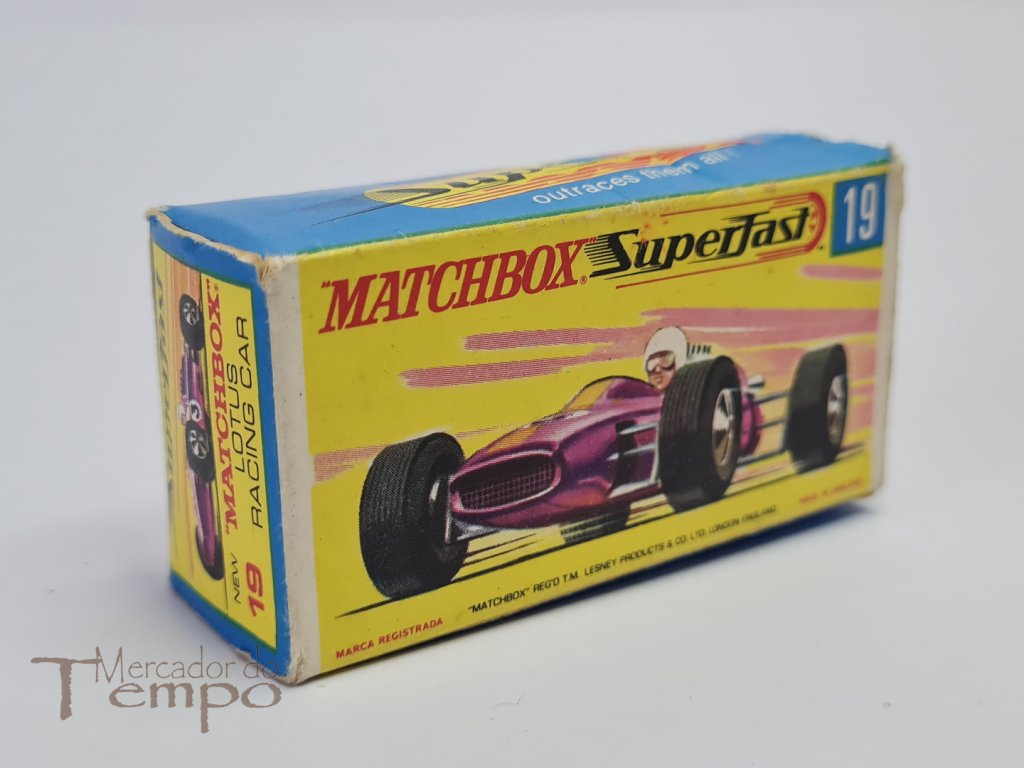 outraces them all!
"MATCHBOX" Superfast
19
"MATCHBOX" REG'D T.M. LESNEY PRODUCTS & CO. LTD. LONDON ENGLAND
MARCA REGISTRADA
"MATCHBOX"
LOTUS
RACING CAR
NEW
19
Mercador do
Tempo